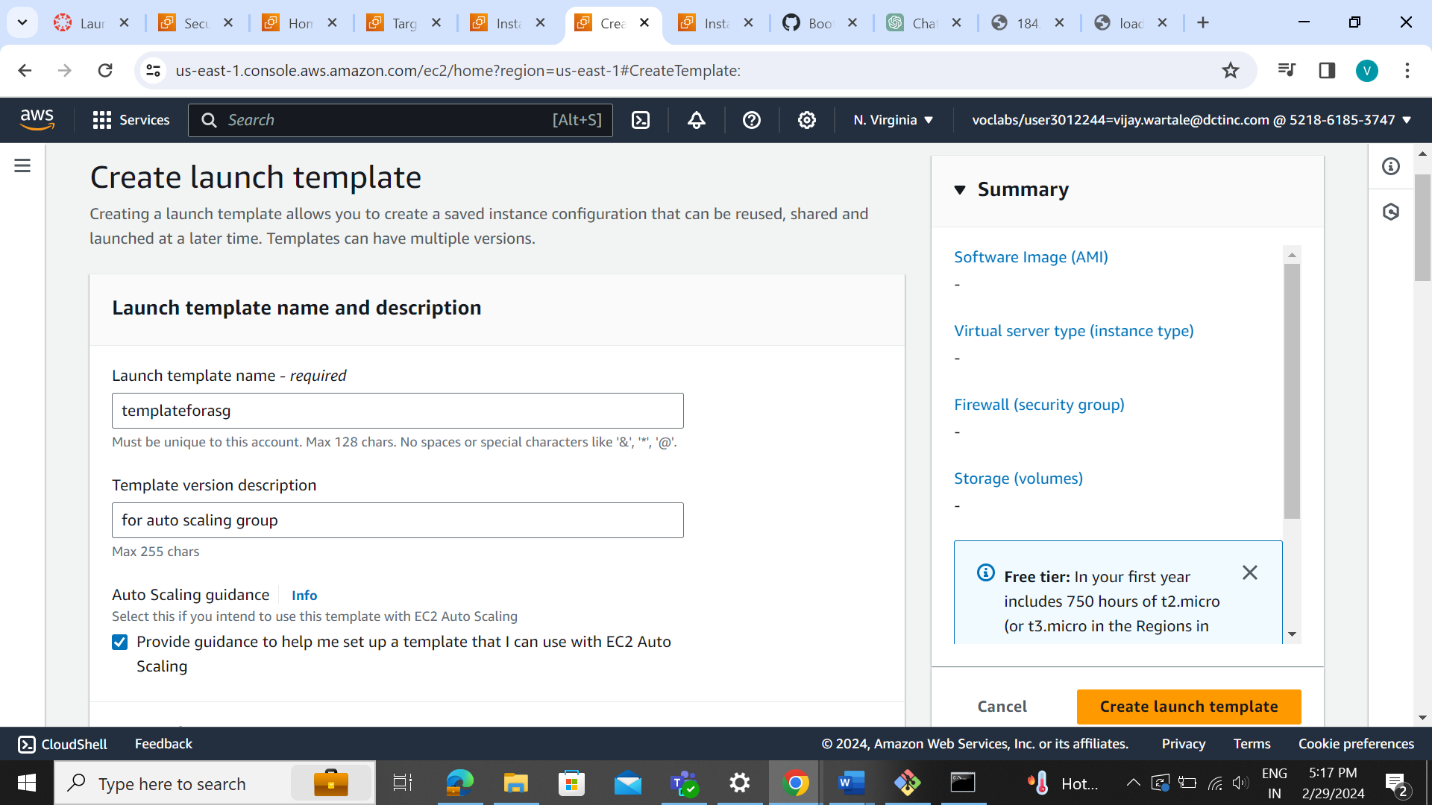 Laur
Secu
Hon
Targ
Insta
Crea
Insta
Boo
Chat
184.
loac
us-east-1.console.aws.amazon.com/ec2/home?region=us-east-1#CreateTemplate:
V
aws
Services
Search
[Alt+S]
N. Virginia
voclabs/user3012244=vijay.wartale@dctinc.com @ 5218-6185-3747
Create launch template
Creating a launch template allows you to create a saved instance configuration that can be reused, shared and
launched at a later time. Templates can have multiple versions.
Launch template name and description
Launch template name - required
templateforasg
Must be unique to this account. Max 128 chars. No spaces or special characters like '&', '*', '@'.
Template version description
for auto scaling group
Max 255 chars
Auto Scaling guidance
Info
Select this if you intend to use this template with EC2 Auto Scaling
Provide guidance to help me set up a template that I can use with EC2 Auto
Scaling
Summary
Software Image (AMI)
-
Virtual server type (instance type)
-
Firewall (security group)
-
Storage (volumes)
-
Free tier: In your first year
includes 750 hours of t2.micro
(or t3.micro in the Regions in
Cancel
Create launch template
CloudShell
Feedback
© 2024, Amazon Web Services, Inc. or its affiliates.
Privacy
Terms
Cookie preferences
Type here to search
Hot...
ENG
IN
5:17 PM
2/29/2024
2